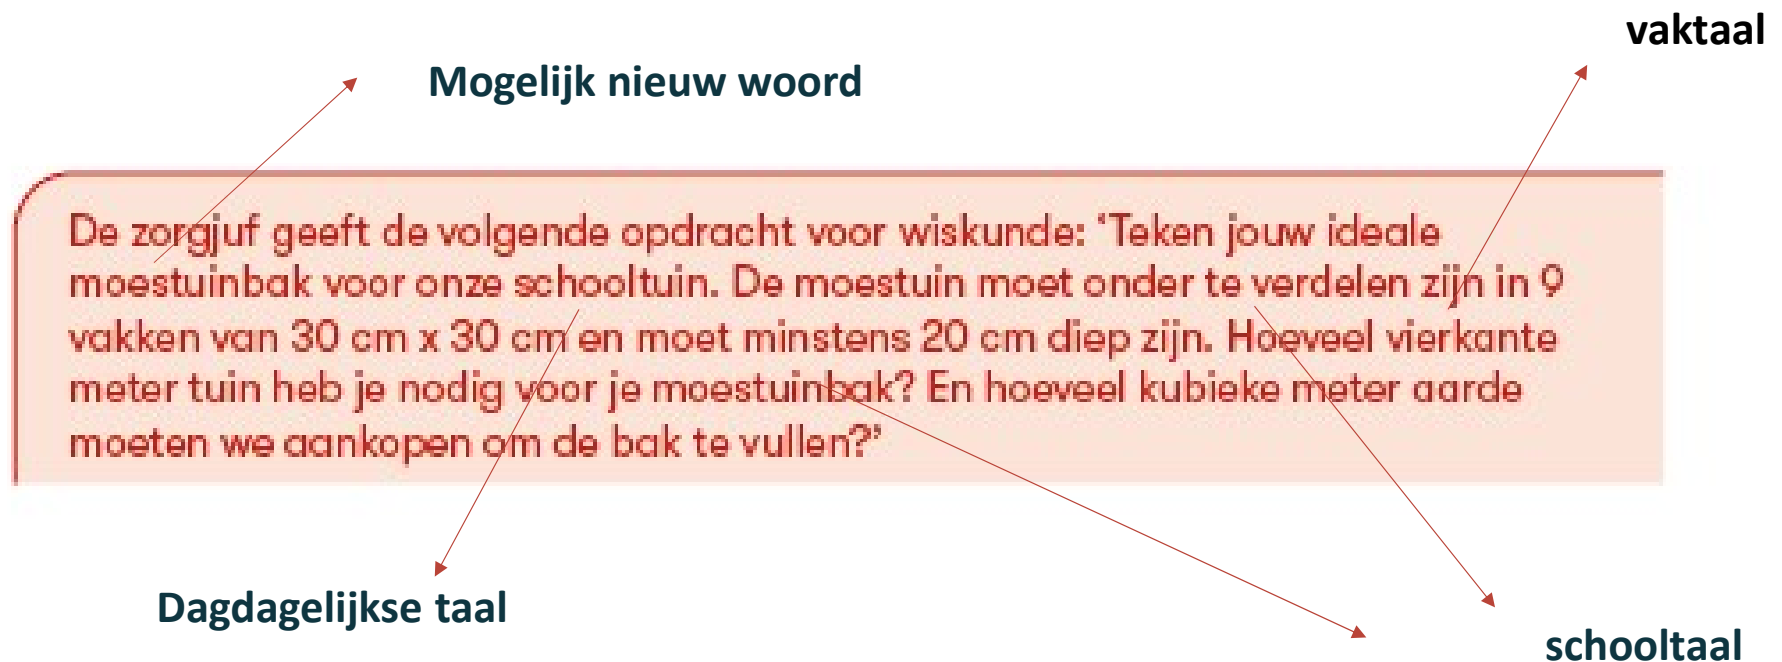 vaktaal
Mogelijk nieuw woord
De zorgjuf geeft de volgende opdracht voor wiskunde: ‘Teken jouw ideale
moestuinbak voor onze schooltuin. De moestuin moet onder te verdelen zijn in 9
vakken van 30 cm x 30 cm en moet minstens 20 cm diep zijn. Hoeveel vierkante
meter tuin heb je nodig voor je moestuinbak? En hoeveel kubieke meter aarde
moeten we aankopen om de bak te vullen?’
Dagdagelijkse taal
schooltaal